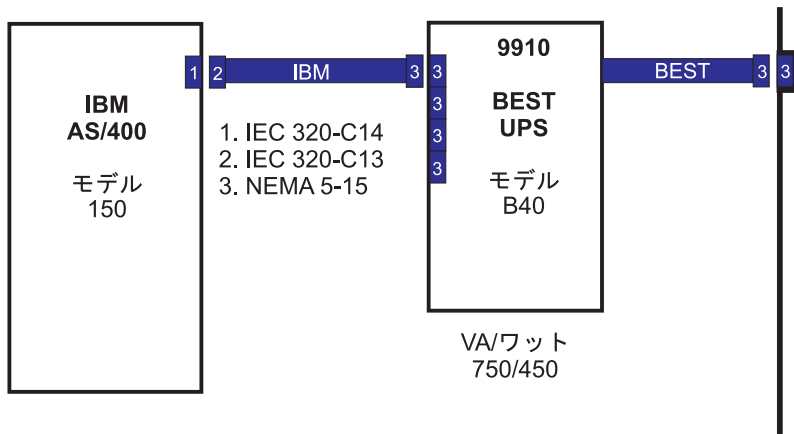 IBM
AS/400
モデル
150
1
2
IBM
3
1. IEC 320-C14
2. IEC 320-C13
3. NEMA 5-15
3
3
3
3
9910
BEST
UPS
モデル
B40
VA/ワット
750/450
BEST
3
3